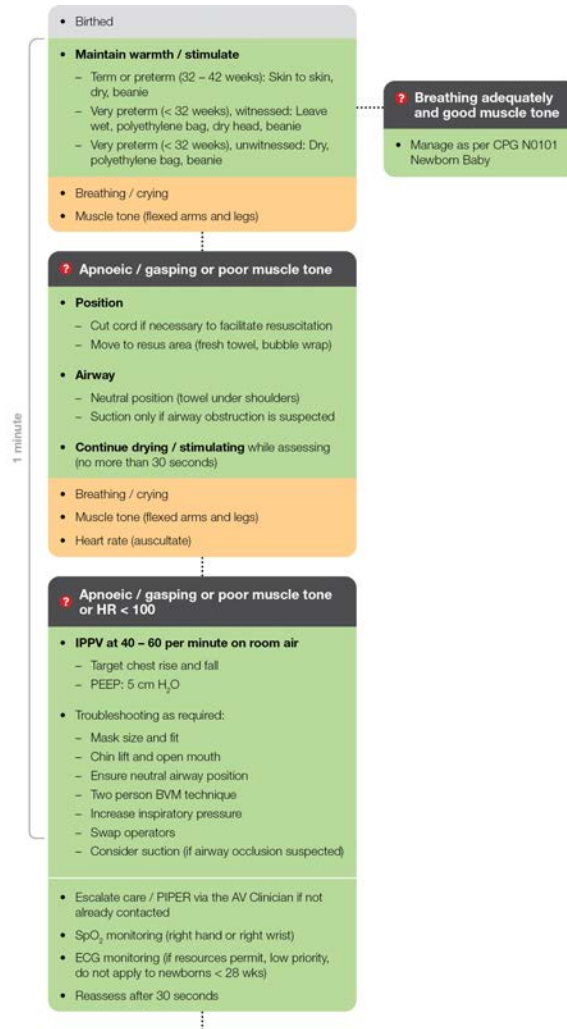 • Birthed
• Maintain warmth / stimulate
– Term or preterm (32 – 42 weeks): Skin to skin,
dry, beanie
– Very preterm (< 32 weeks), witnessed: Leave
wet, polyethylene bag, dry head, beanie
– Very preterm (< 32 weeks), unwitnessed: Dry,
polyethylene bag, beanie
• Breathing / crying
• Muscle tone (flexed arms and legs)
? Breathing adequately
and good muscle tone
• Manage as per CPG N0101
Newborn Baby
? Apnoeic / gasping or poor muscle tone
• Position
– Cut cord if necessary to facilitate resuscitation
– Move to resus area (fresh towel, bubble wrap)
• Airway
– Neutral position (towel under shoulders)
– Suction only if airway obstruction is suspected
• Continue drying / stimulating while assessing
(no more than 30 seconds)
• Breathing / crying
• Muscle tone (flexed arms and legs)
• Heart rate (auscultate)
1 minute
? Apnoeic / gasping or poor muscle tone
or HR < 100
• IPPV at 40 – 60 per minute on room air
– Target chest rise and fall
– PEEP: 5 cm H₂O
• Troubleshooting as required:
– Mask size and fit
– Chin lift and open mouth
– Ensure neutral airway position
– Two person BVM technique
– Increase inspiratory pressure
– Swap operators
– Consider suction (if airway occlusion suspected)
• Escalate care / PIPER via the AV Clinician if not
already contacted
• SpO₂ monitoring (right hand or right wrist)
• ECG monitoring (if resources permit, low priority,
do not apply to newborns < 28 wks)
• Reassess after 30 seconds